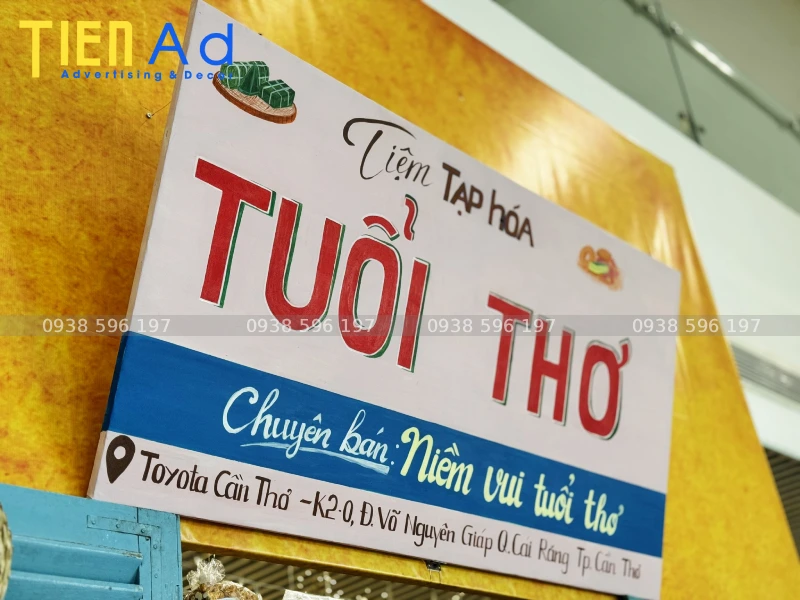 TIEN Ad
Advertising & Decor
Tiệm TẠP HÓA
TUỔI THƠ
0938 596 197 0938 596 197 0938 596 197 0938 596 197
Chuyên bán: Niềm vui tuổi thơ
Toyota Cần Thơ - K2-0, Đ. Võ Nguyên Giáp Q. Cái Răng Tp. Cần Thơ